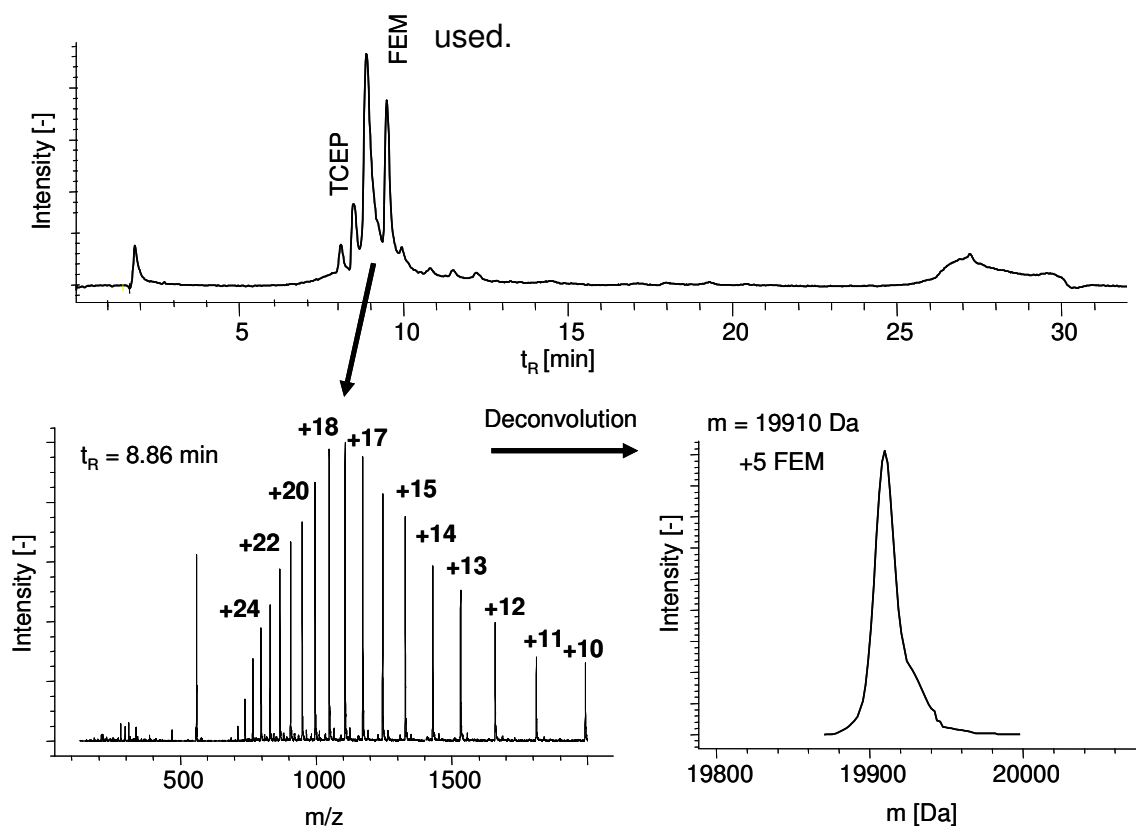 used.
FEM
TCEP
Intensity [-]
5 10 15 20 25 30
tR [min]
tR = 8.86 min
+18
+17
+20
+15
+22
+14
+13
+24
+12
+11
+10
Intensity [-]
500 1000 1500
m/z
Deconvolution
m = 19910 Da
+5 FEM
Intensity [-]
19800 19900 20000
m [Da]